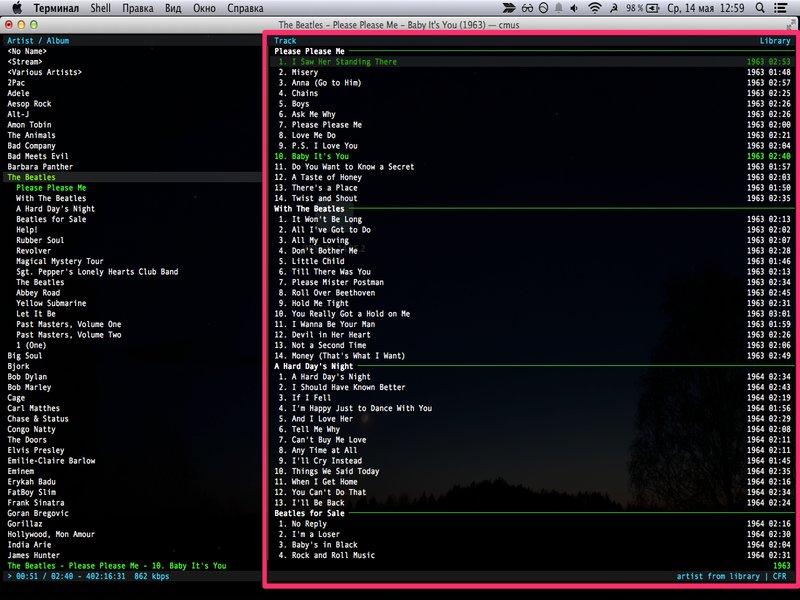 Терминал Shell Правка Вид Окно Справка 98% Ср, 14 мая 12:59
The Beatles – Please Please Me – Baby It's You (1963) — cmus
Artist / Album
<No Name>
<Stream>
<Various Artists>
2Pac
Adele
Aesop Rock
Alt-J
Amon Tobin
The Animals
Bad Company
Bad Meets Evil
Barbara Panther
The Beatles
Please Please Me
With The Beatles
A Hard Day's Night
Beatles for Sale
Help!
Rubber Soul
Revolver
Magical Mystery Tour
Sgt. Pepper's Lonely Hearts Club Band
The Beatles
Abbey Road
Yellow Submarine
Let It Be
Past Masters, Volume One
Past Masters, Volume Two
1 (One)
Big Soul
Bjork
Bob Dylan
Bob Marley
Cage
Carl Matthes
Chase & Status
Congo Natty
The Doors
Elvis Presley
Emilie-Claire Barlow
Eminem
Erykah Badu
FatBoy Slim
Frank Sinatra
Goran Bregovic
Gorillaz
Hollywood, Mon Amour
India Arie
James Hunter
Track Library
Please Please Me
1. I Saw Her Standing There 1963 02:53
2. Misery 1963 01:48
3. Anna (Go to Him) 1963 02:57
4. Chains 1963 02:25
5. Boys 1963 02:26
6. Ask Me Why 1963 02:26
7. Please Please Me 1963 02:00
8. Love Me Do 1963 02:21
9. P.S. I Love You 1963 02:04
10. Baby It's You 1963 02:40
11. Do You Want to Know a Secret 1963 01:57
12. A Taste of Honey 1963 02:03
13. There's a Place 1963 01:50
14. Twist and Shout 1963 02:35
With The Beatles
1. It Won't Be Long 1963 02:13
2. All I've Got to Do 1963 02:02
3. All My Loving 1963 02:07
4. Don't Bother Me 1963 02:28
5. Little Child 1963 01:46
6. Till There Was You 1963 02:13
7. Please Mister Postman 1963 02:34
8. Roll Over Beethoven 1963 02:45
9. Hold Me Tight 1963 02:31
10. You Really Got a Hold on Me 1963 03:01
11. I Wanna Be Your Man 1963 01:59
12. Devil in Her Heart 1963 02:26
13. Not a Second Time 1963 02:06
14. Money (That's What I Want) 1963 02:49
A Hard Day's Night
1. A Hard Day's Night 1964 02:34
2. I Should Have Known Better 1964 02:43
3. If I Fell 1964 02:19
4. I'm Happy Just to Dance With You 1964 01:56
5. And I Love Her 1964 02:29
6. Tell Me Why 1964 02:08
7. Can't Buy Me Love 1964 02:11
8. Any Time at All 1964 02:11
9. I'll Cry Instead 1964 01:45
10. Things We Said Today 1964 02:35
11. When I Get Home 1964 02:16
12. You Can't Do That 1964 02:34
13. I'll Be Back 1964 02:24
Beatles for Sale
1. No Reply 1964 02:16
2. I'm a Loser 1964 02:30
3. Baby's in Black 1964 02:04
4. Rock and Roll Music 1964 02:31
The Beatles - Please Please Me - 10. Baby It's You 1963
> 00:51 / 02:40 - 402:16:31 862 kbps artist from library | CFR